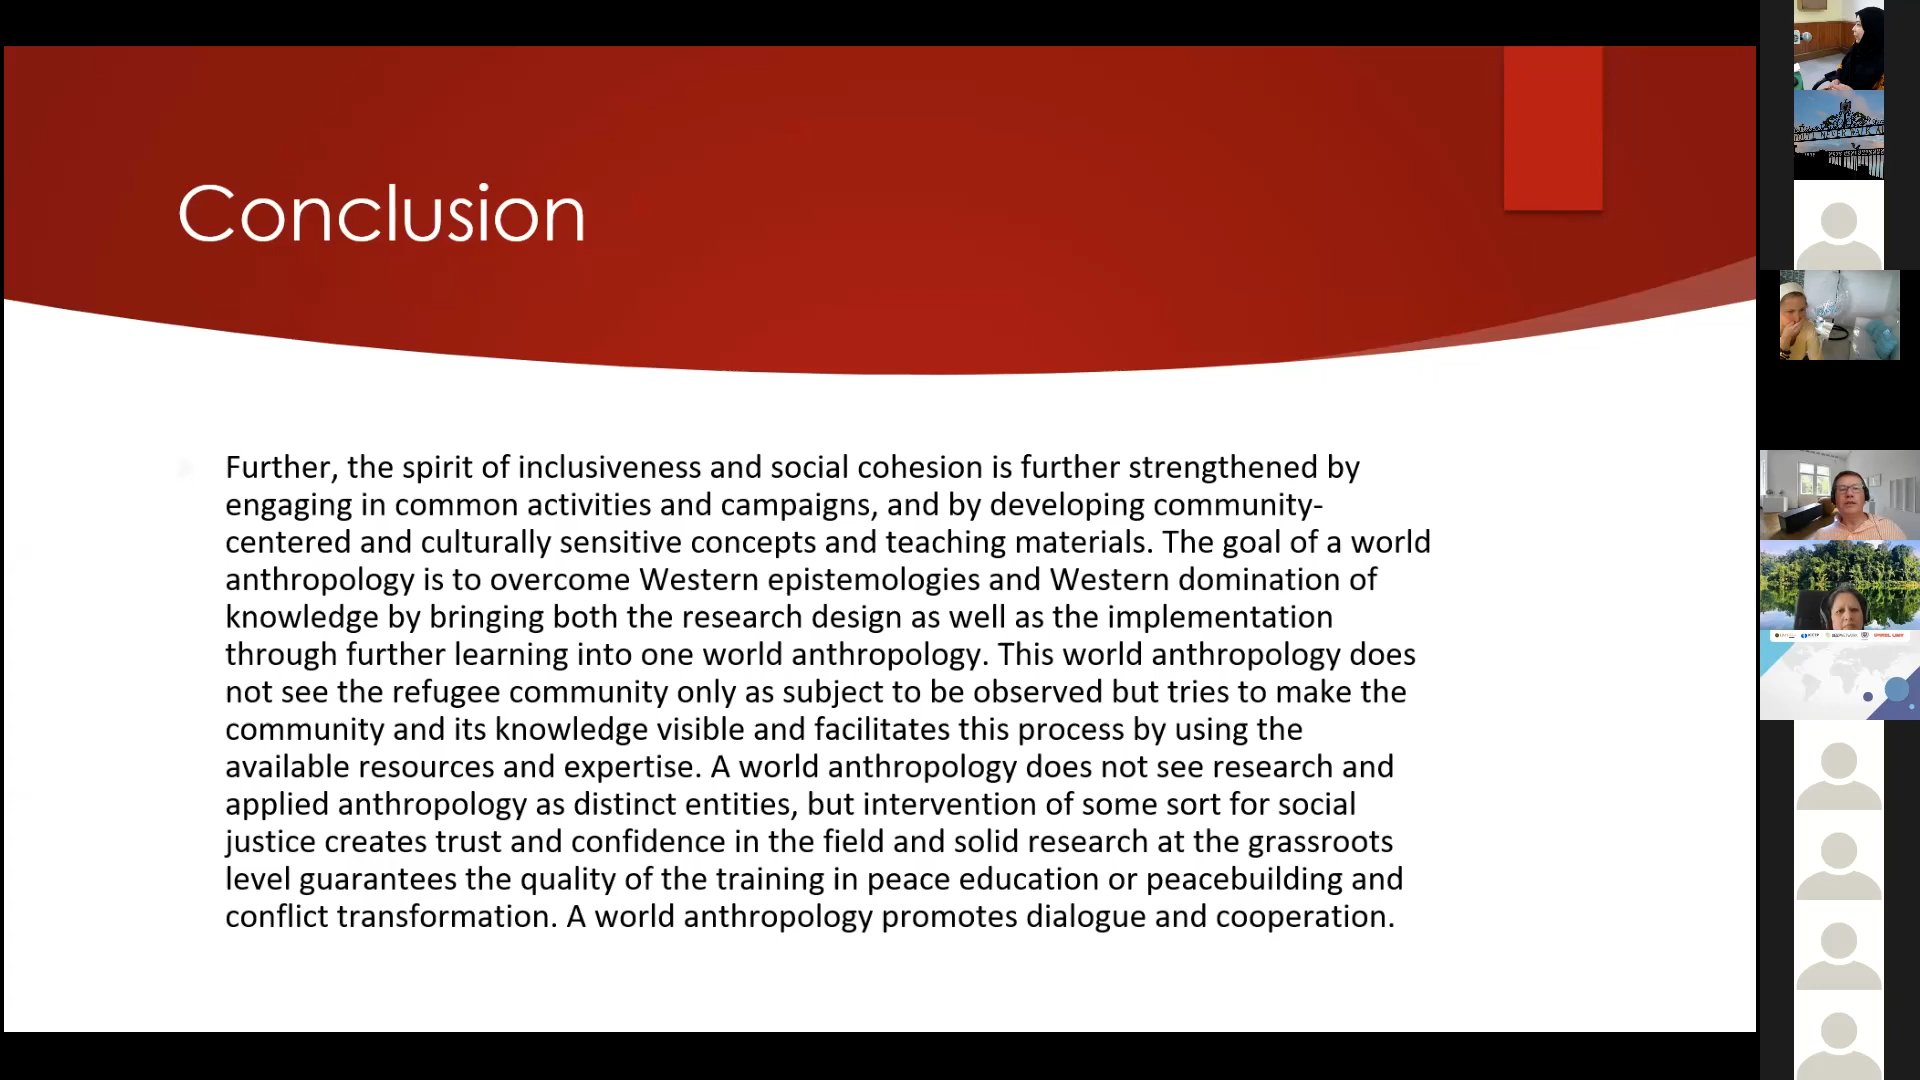 Conclusion
Further, the spirit of inclusiveness and social cohesion is further strengthened by
engaging in common activities and campaigns, and by developing community-
centered and culturally sensitive concepts and teaching materials. The goal of a world
anthropology is to overcome Western epistemologies and Western domination of
knowledge by bringing both the research design as well as the implementation
through further learning into one world anthropology. This world anthropology does
not see the refugee community only as subject to be observed but tries to make the
community and its knowledge visible and facilitates this process by using the
available resources and expertise. A world anthropology does not see research and
applied anthropology as distinct entities, but intervention of some sort for social
justice creates trust and confidence in the field and solid research at the grassroots
level guarantees the quality of the training in peace education or peacebuilding and
conflict transformation. A world anthropology promotes dialogue and cooperation.